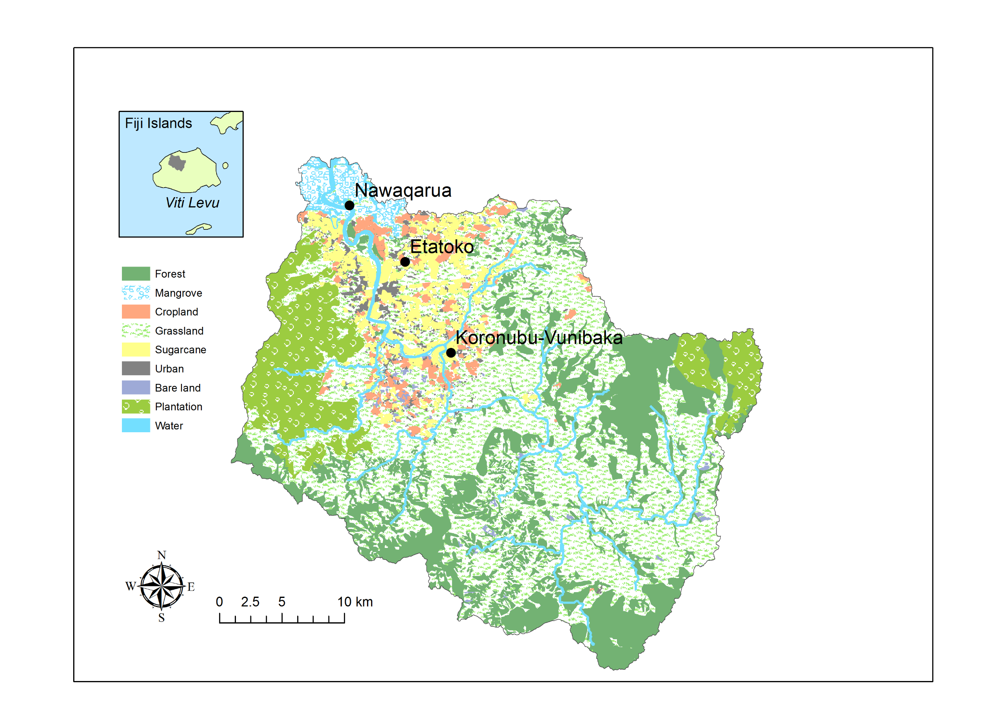 Fiji Islands
Viti Levu
Nawaqarua
Etatoko
Koronubu-Vunibaka
Forest
Mangrove
Cropland
Grassland
Sugarcane
Urban
Bare land
Plantation
Water
N
W E
S
0 2.5 5 10 km